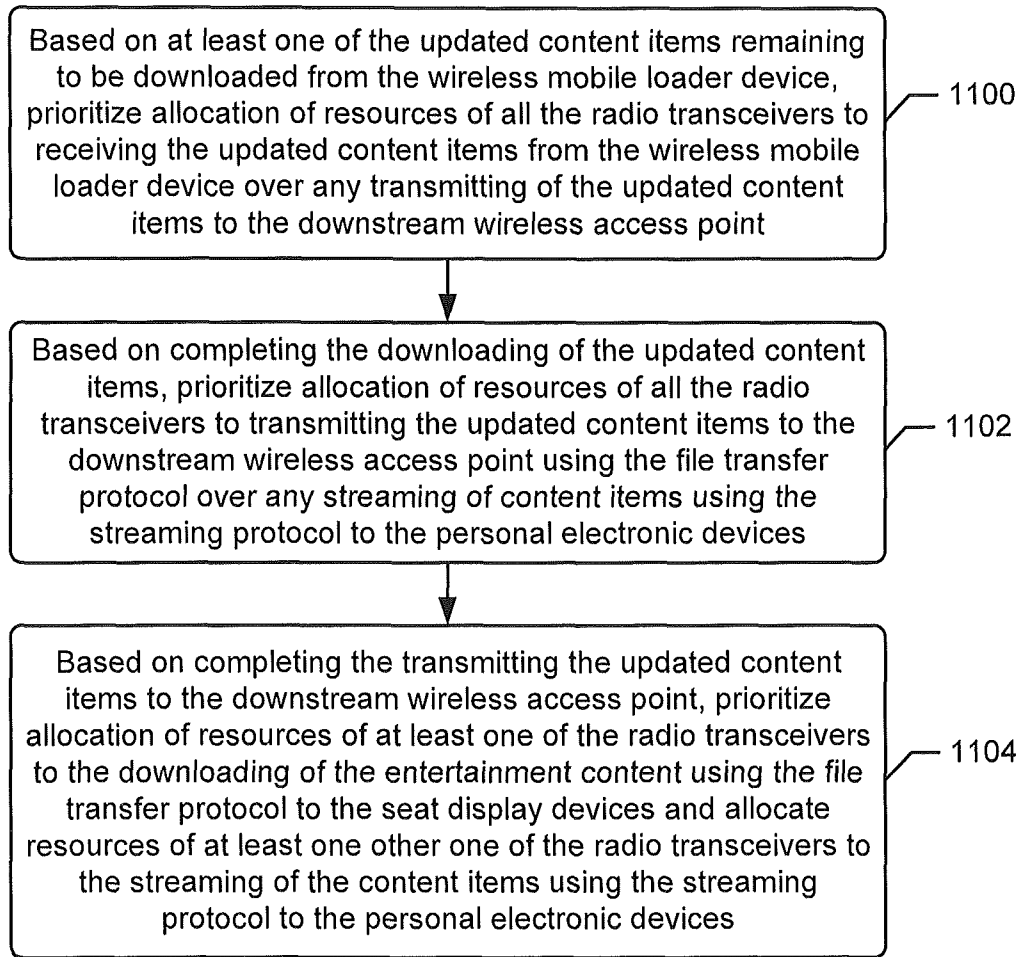 Based on at least one of the updated content items remaining
to be downloaded from the wireless mobile loader device,
prioritize allocation of resources of all the radio transceivers to
receiving the updated content items from the wireless mobile
loader device over any transmitting of the updated content
items to the downstream wireless access point
1100
Based on completing the downloading of the updated content
items, prioritize allocation of resources of all the radio
transceivers to transmitting the updated content items to the
downstream wireless access point using the file transfer
protocol over any streaming of content items using the
streaming protocol to the personal electronic devices
1102
Based on completing the transmitting the updated content
items to the downstream wireless access point, prioritize
allocation of resources of at least one of the radio transceivers
to the downloading of the entertainment content using the file
transfer protocol to the seat display devices and allocate
resources of at least one other one of the radio transceivers to
the streaming of the content items using the streaming
protocol to the personal electronic devices
1104